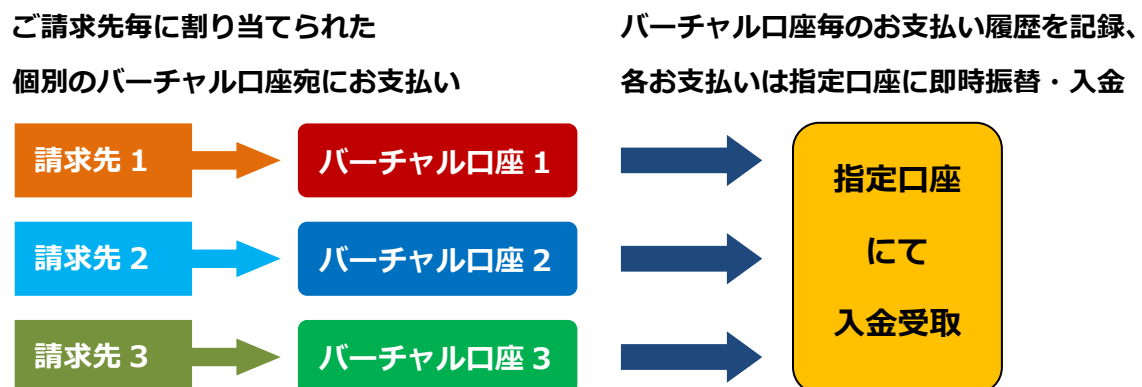 ご請求先毎に割り当てられた
個別のバーチャル口座宛にお支払い
バーチャル口座毎のお支払い履歴を記録、
各お支払いは指定口座に即時振替・入金
請求先 1
バーチャル口座 1
請求先 2
バーチャル口座 2
請求先 3
バーチャル口座 3
指定口座
にて
入金受取